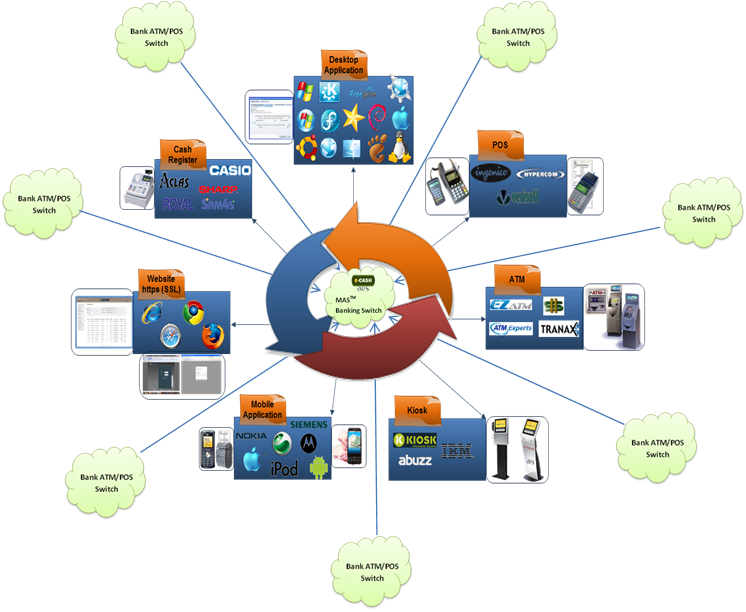 Bank ATM/POS
Switch
Bank ATM/POS
Switch
Desktop
Application
Cash
Register
CASIO
ACLAS
SHARP
ROYAL
SAM4S
POS
ingenico
HYPERCOM
Verisoft
Bank ATM/POS
Switch
Bank ATM/POS
Switch
Website
https (SSL)
e-CASH
MAS™
Banking Switch
ATM
EZATM
ATM Experts
TRANAX
ATM
Mobile
Application
SIEMENS
NOKIA
iPod
Kiosk
KIOSK
abuzz
IBM
Bank ATM/POS
Switch
Bank ATM/POS
Switch
Bank ATM/POS
Switch